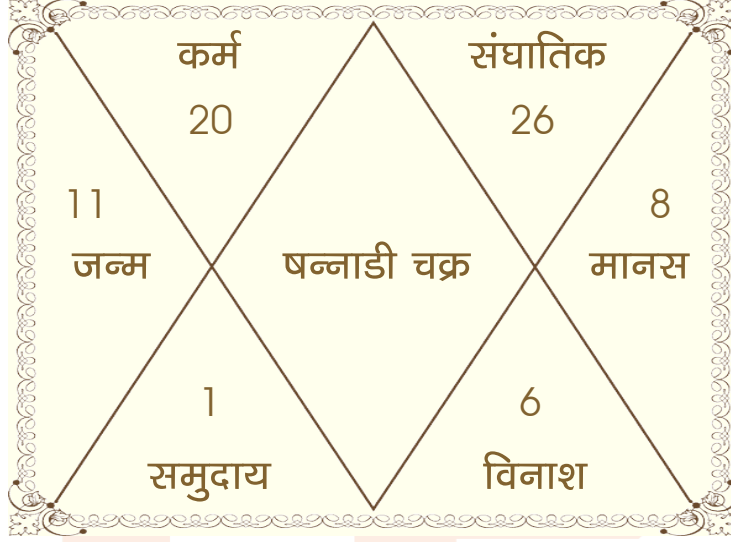 कर्म
20
संघातिक
26
11
जन्म
षन्नाडी चक्र
8
मानस
1
समुदाय
6
विनाश